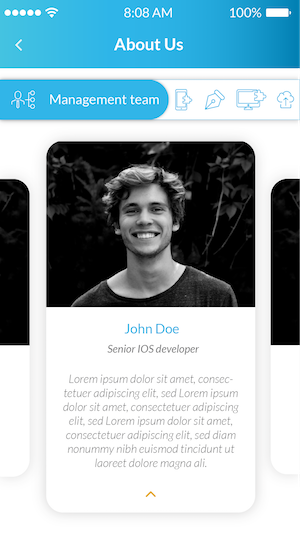 8:08 AM 100%
About Us
Management team
John Doe
Senior IOS developer
Lorem ipsum dolor sit amet, consec-
tetuer adipiscing elit, sed Lorem ipsum
dolor sit amet, consectetuer adipiscing
elit, sed Lorem ipsum dolor sit amet,
consectetuer adipiscing elit, sed diam
nonummy nibh euismod tincidunt ut
laoreet dolore magna ali.